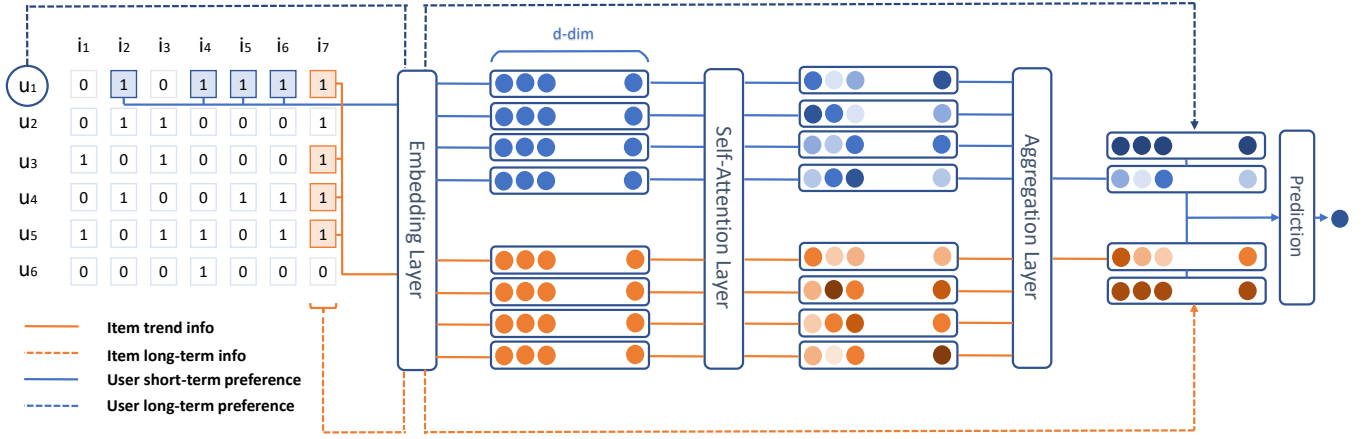 d-dim
i1 i2 i3 i4 i5 i6 i7
u1 0 1 0 1 1 1 1
u2 0 1 1 0 0 0 1
u3 1 0 1 0 0 0 1
u4 0 1 0 0 1 1 1
u5 1 0 1 1 0 1 1
u6 0 0 0 1 0 0 0
Embedding Layer
Self-Attention Layer
Aggregation Layer
Prediction
Item trend info
Item long-term info
User short-term preference
User long-term preference